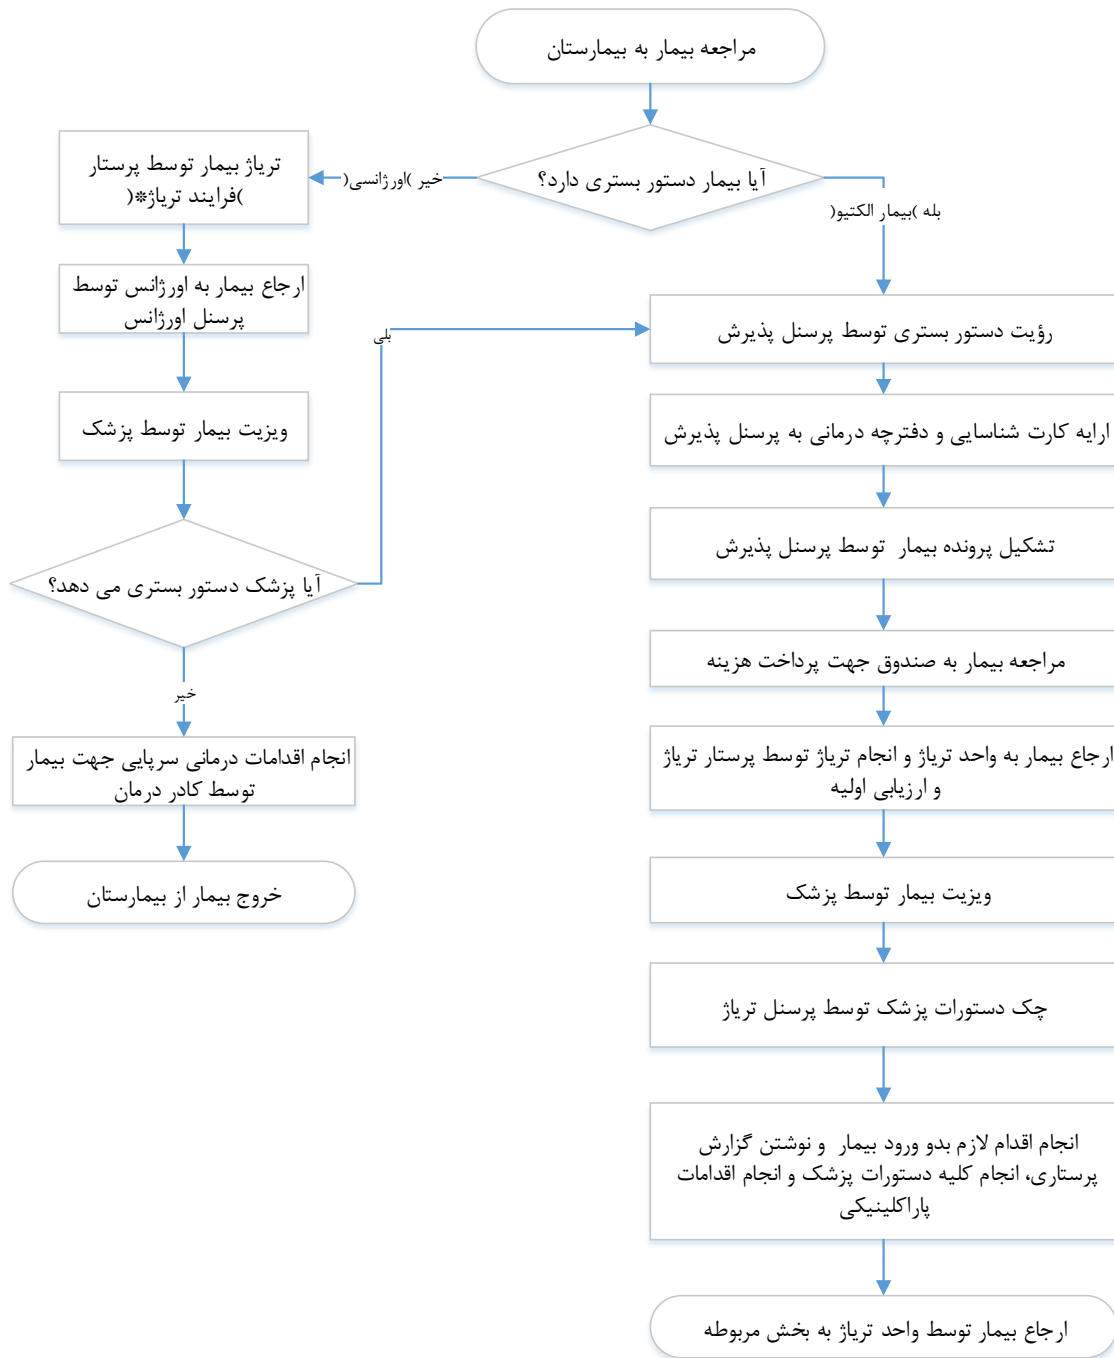 مراجعه بیمار به بیمارستان
آیا بیمار دستور بستری دارد؟
خیر )اورژانسی(
بله )بیمار الکتیو(
تریاژ بیمار توسط پرستار
)فرایند تریاژ*(
ارجاع بیمار به اورژانس توسط
پرسنل اورژانس
ویزیت بیمار توسط پزشک
آیا پزشک دستور بستری می دهد؟
بلی
خیر
انجام اقدامات درمانی سرپایی جهت بیمار
توسط کادر درمان
خروج بیمار از بیمارستان
رؤیت دستور بستری توسط پرسنل پذیرش
ارایه کارت شناسایی و دفترچه درمانی به پرسنل پذیرش
تشکیل پرونده بیمار توسط پرسنل پذیرش
مراجعه بیمار به صندوق جهت پرداخت هزینه
ارجاع بیمار به واحد تریاژ و انجام تریاژ توسط پرستار تریاژ
و ارزیابی اولیه
ویزیت بیمار توسط پزشک
چک دستورات پزشک توسط پرسنل تریاژ
انجام اقدام لازم بدو ورود بیمار و نوشتن گزارش
پرستاری، انجام کلیه دستورات پزشک و انجام اقدامات
پاراکلینیکی
ارجاع بیمار توسط واحد تریاژ به بخش مربوطه